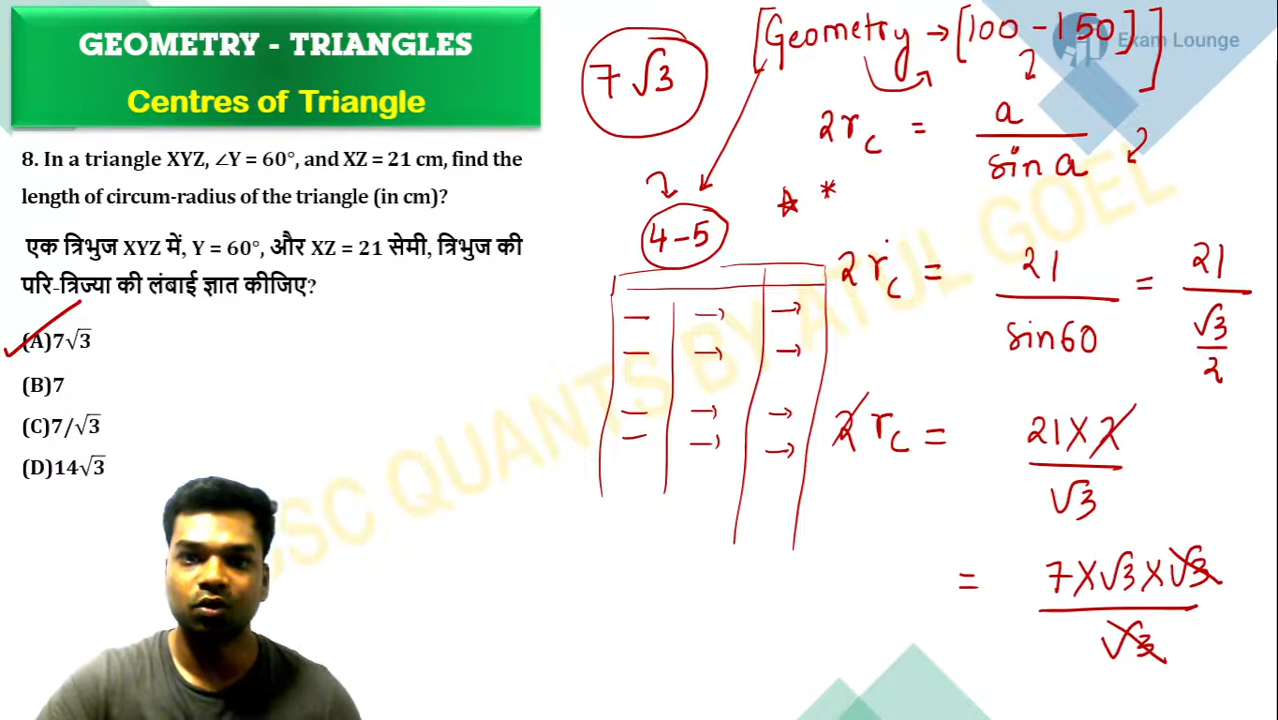 GEOMETRY - TRIANGLES
Centres of Triangle
8. In a triangle XYZ, ∠Y = 60°, and XZ = 21 cm, find the
length of circum-radius of the triangle (in cm)?
एक त्रिभुज XYZ में, Y = 60°, और XZ = 21 सेमी, त्रिभुज की
परि-त्रिज्या की लंबाई ज्ञात कीजिए?
(A)7√3
(B)7
(C)7/√3
(D)14√3
7√3
[Geometry → [100 - 150]]
Exam Lounge
2r_c = a / sin a
* *
4-5
2r_c = 21 / sin60 = 21 / (√3/2)
2r_c = 21×2 / √3
= 7×√3×√3 / √3
SSC QUANTS BY ATUL GOEL